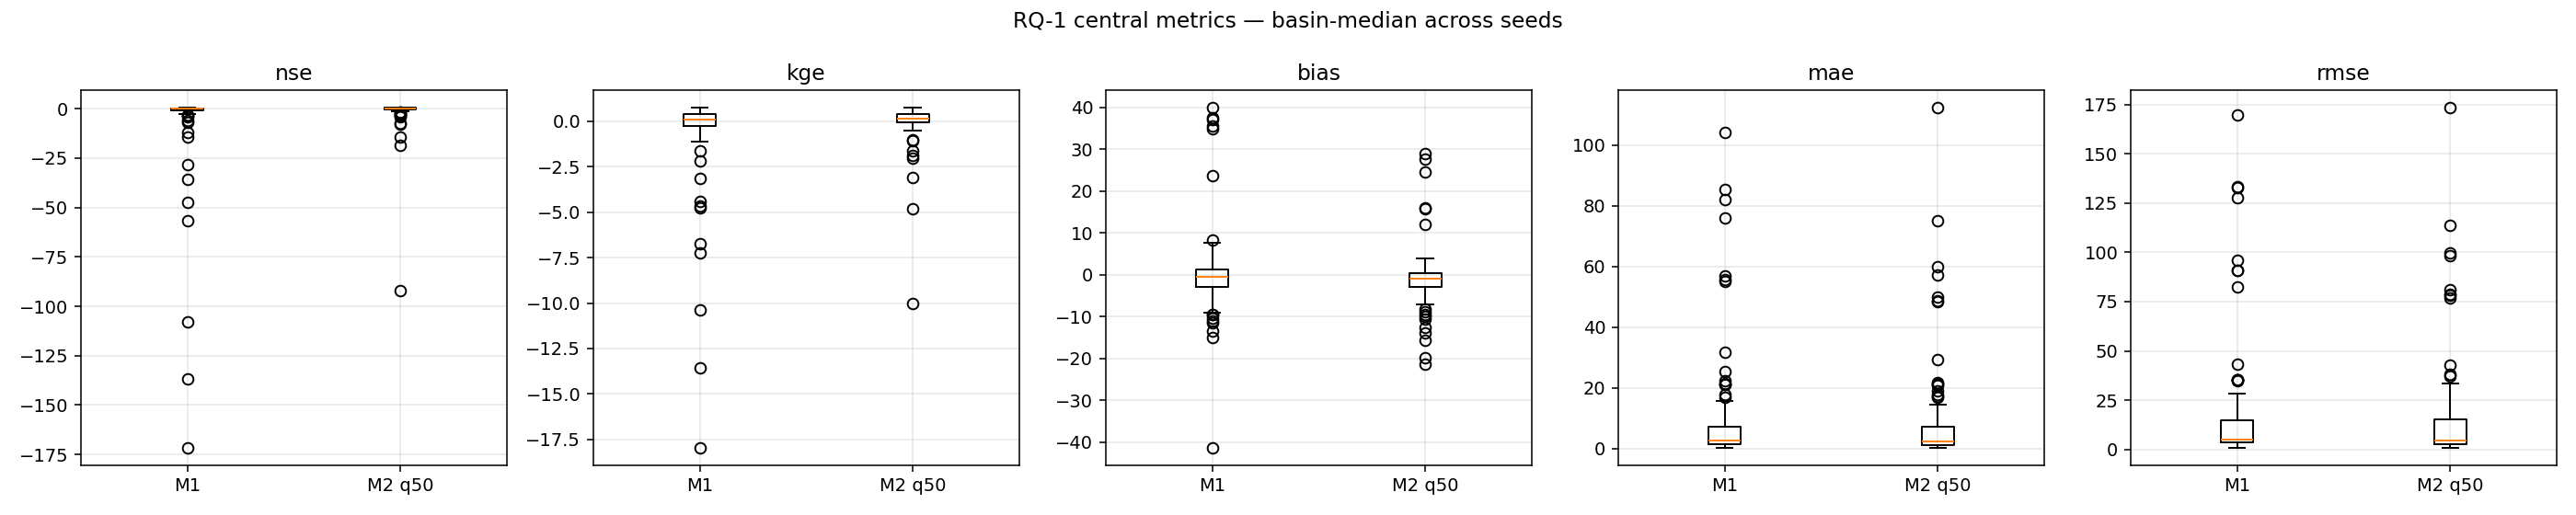 RQ-1 central metrics — basin-median across seeds
nse
0
−25
−50
−75
−100
−125
−150
−175
M1
M2 q50
kge
0.0
−2.5
−5.0
−7.5
−10.0
−12.5
−15.0
−17.5
M1
M2 q50
bias
40
30
20
10
0
−10
−20
−30
−40
M1
M2 q50
mae
100
80
60
40
20
0
M1
M2 q50
rmse
175
150
125
100
75
50
25
0
M1
M2 q50